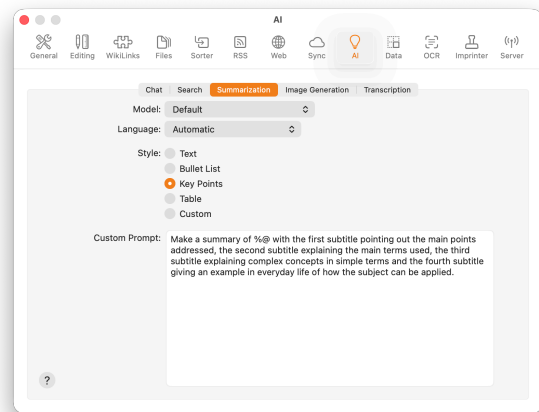 AI
General Editing WikiLinks Files Sorter RSS Web Sync AI Data OCR Imprinter Server
Chat Search Summarization Image Generation Transcription
Model: Default
Language: Automatic
Style: Text
Bullet List
Key Points
Table
Custom
Custom Prompt: Make a summary of %@ with the first subtitle pointing out the main points
addressed, the second subtitle explaining the main terms used, the third
subtitle explaining complex concepts in simple terms and the fourth subtitle
giving an example in everyday life of how the subject can be applied.
?